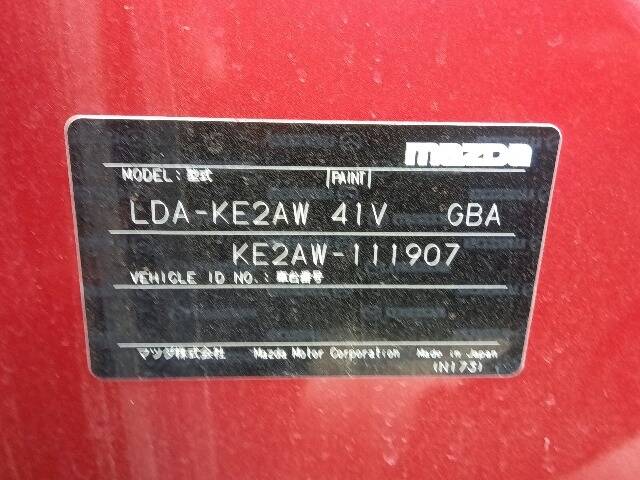 mazda
MODEL:型式 |PAINT|
LDA-KE2AW 41V GBA
KE2AW-111907
VEHICLE ID NO.:車台番号
マツダ株式会社 Mazda Motor Corporation Made in Japan
(N173)